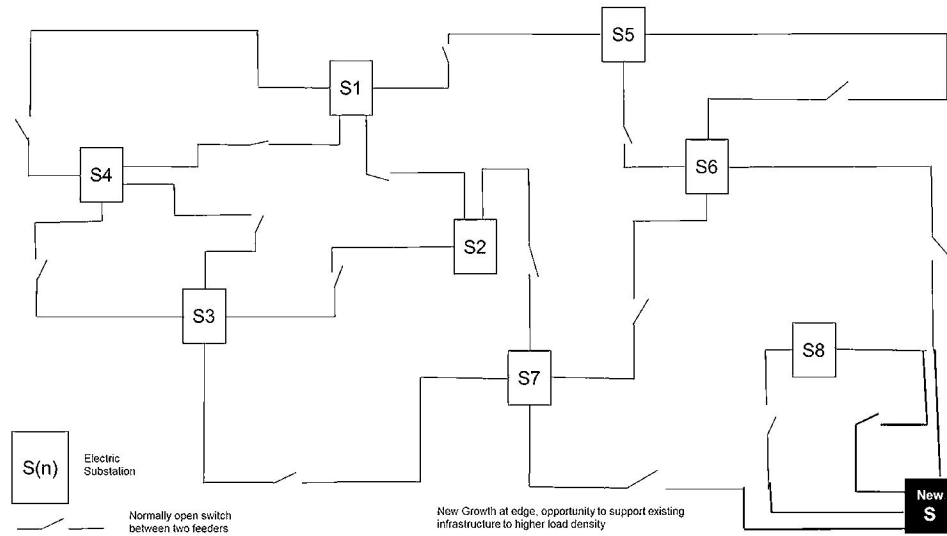 S5
S1
S6
S4
S2
S3
S8
S7
S(n)
Electric
Substation
New
S
Normally open switch
between two feeders
New Growth at edge, opportunity to support existing
infrastructure to higher load density